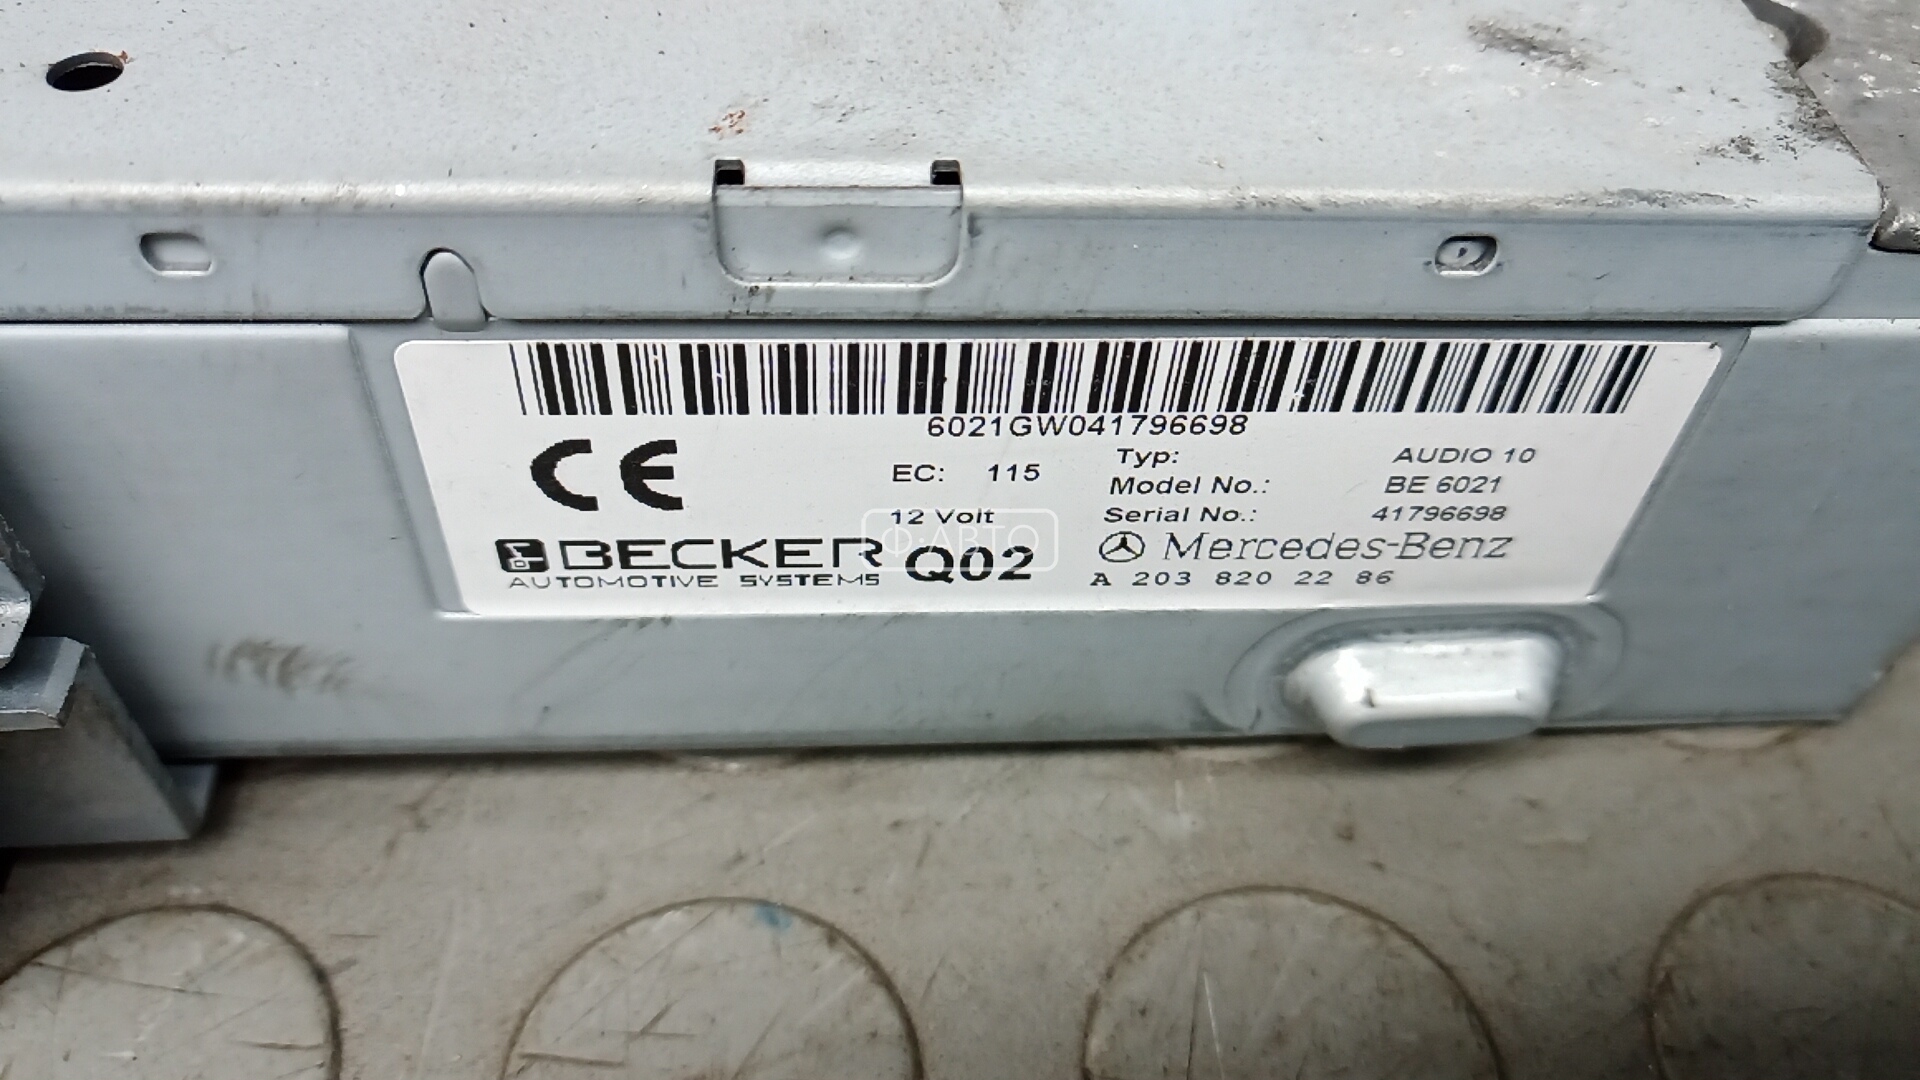 6021GW041796698
CE
EC: 115
12 Volt
Typ: AUDIO 10
Model No.: BE 6021
Serial No.: 41796698
BECKER
AUTOMOTIVE SYSTEMS
Q02
Mercedes-Benz
A 203 820 22 86
Ф:АВТО